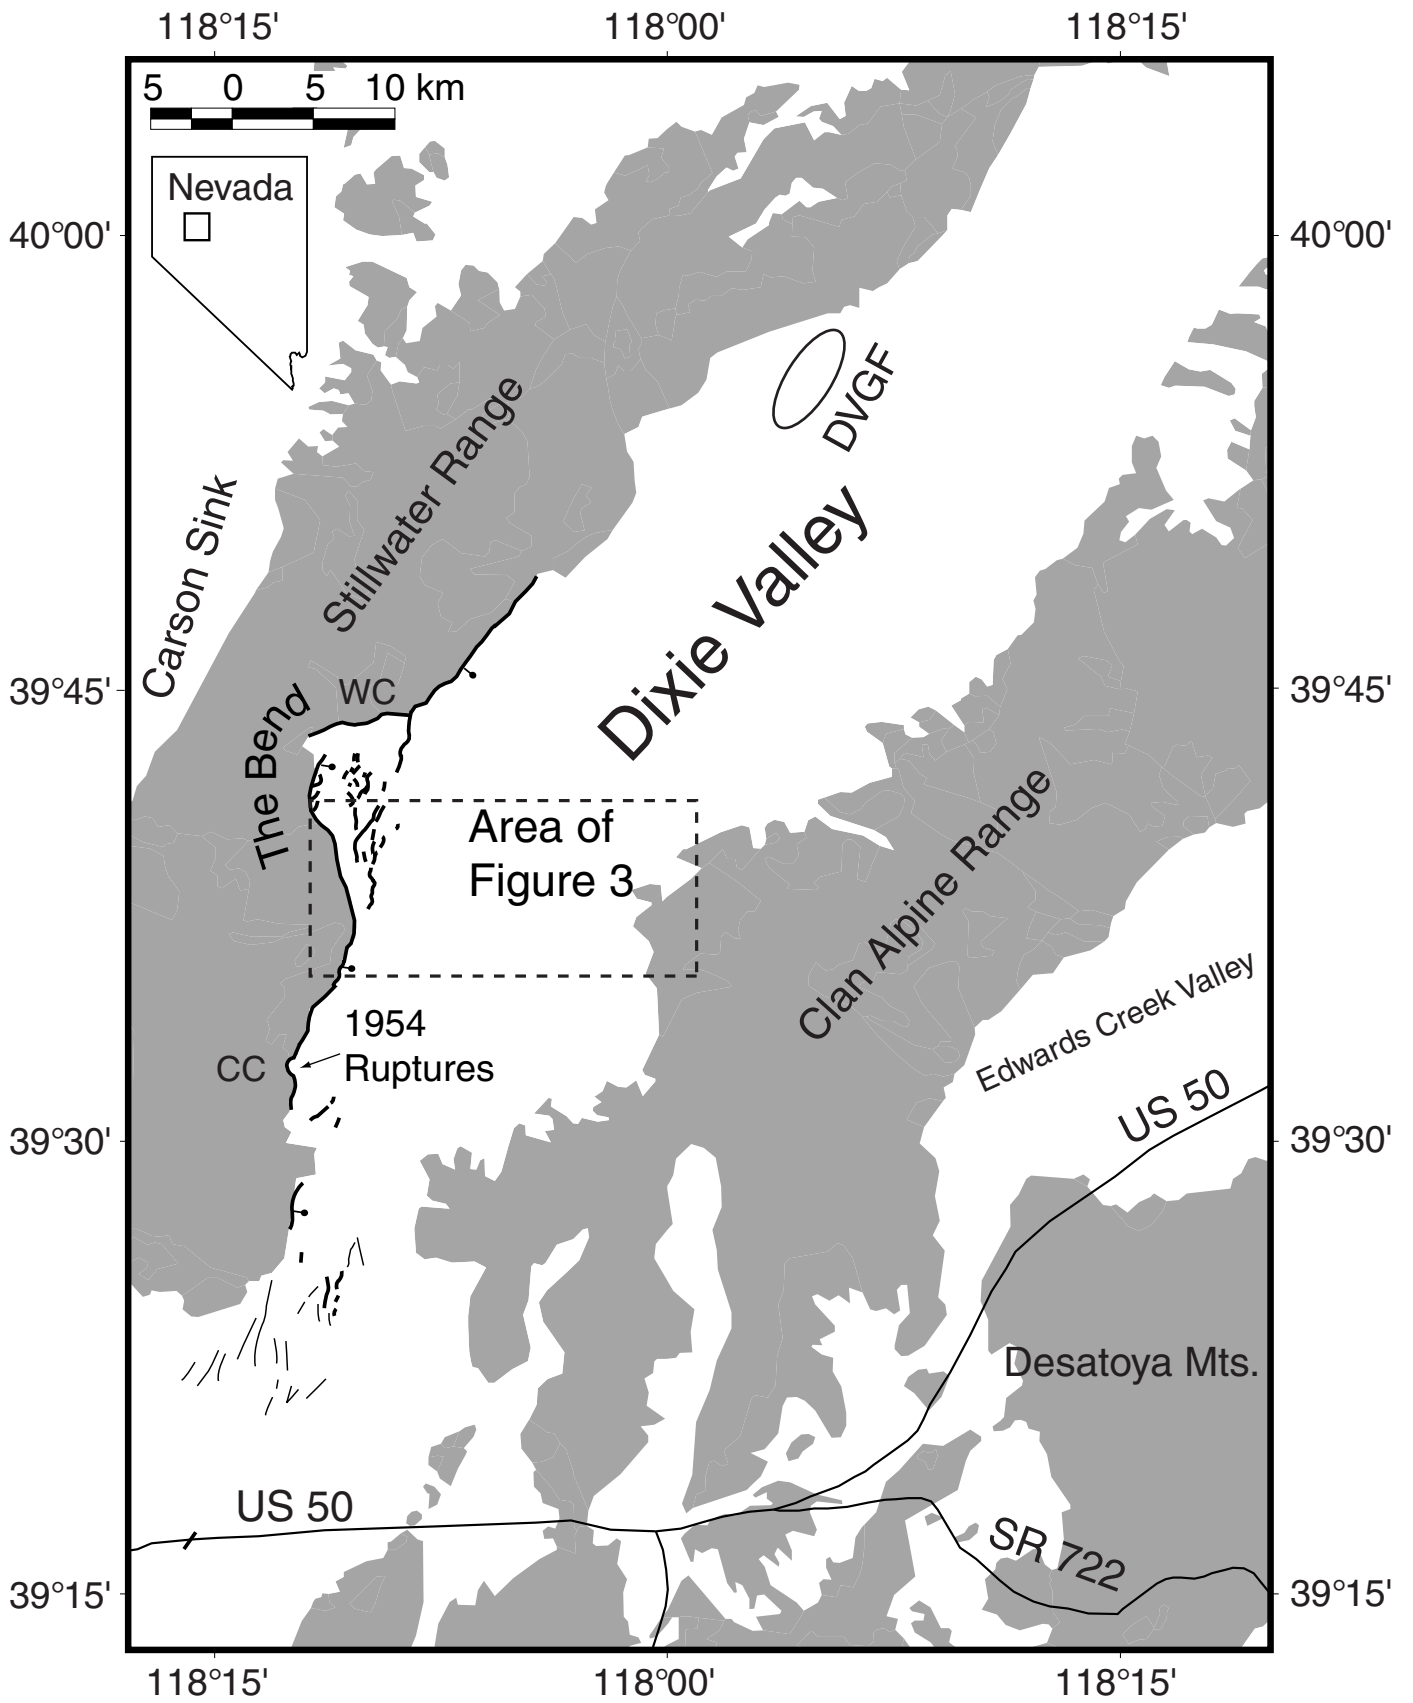 118°15'
118°00'
118°15'
5 0 5 10 km
Nevada
40°00'
40°00'
DVGF
Stillwater Range
Carson Sink
Dixie Valley
39°45'
WC
39°45'
The Bend
Area of
Figure 3
Clan Alpine Range
Edwards Creek Valley
1954
Ruptures
CC
US 50
39°30'
39°30'
Desatoya Mts.
US 50
SR 722
39°15'
39°15'
118°15'
118°00'
118°15'